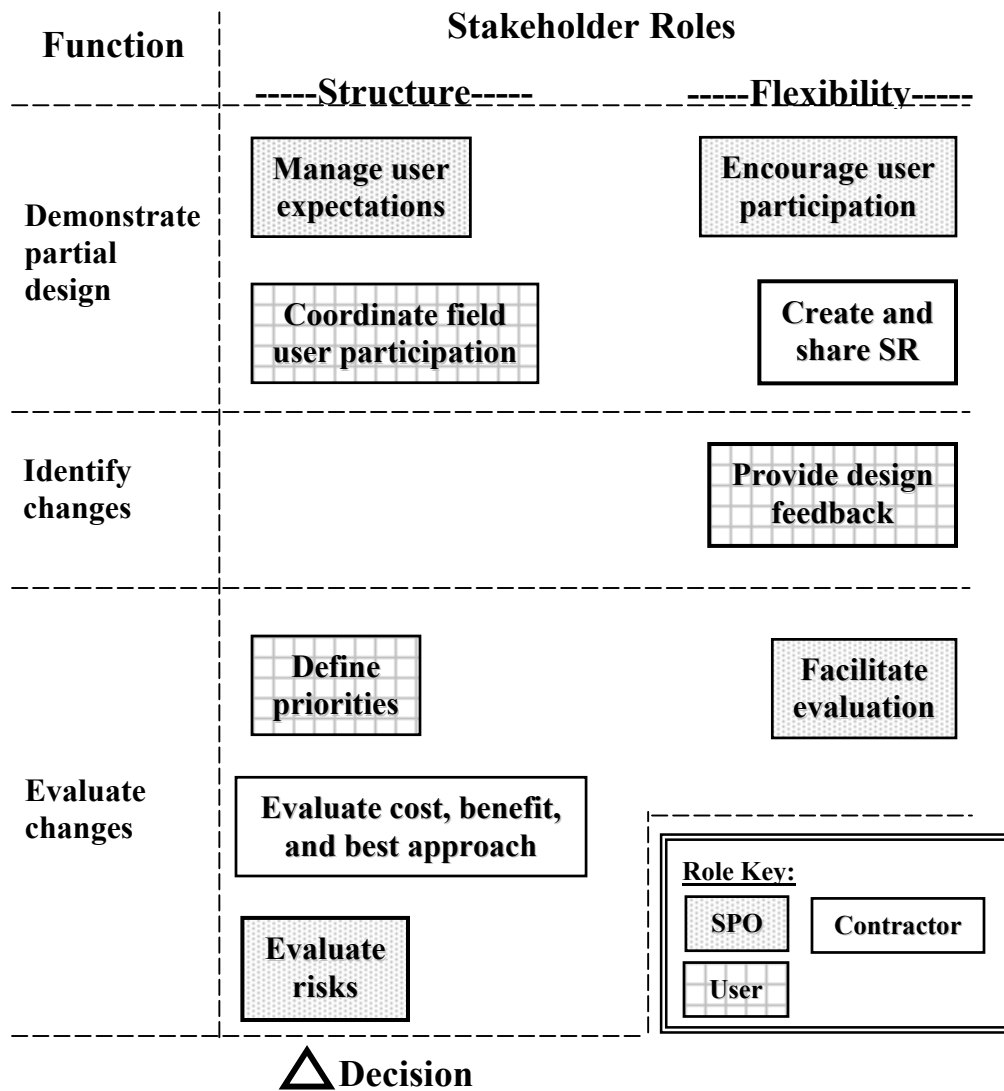 Function
Stakeholder Roles
-----Structure-----
-----Flexibility-----
Demonstrate
partial
design
Manage user
expectations
Encourage user
participation
Coordinate field
user participation
Create and
share SR
Identify
changes
Provide design
feedback
Evaluate
changes
Define
priorities
Facilitate
evaluation
Evaluate cost, benefit,
and best approach
Evaluate
risks
Role Key:
SPO
Contractor
User
Decision